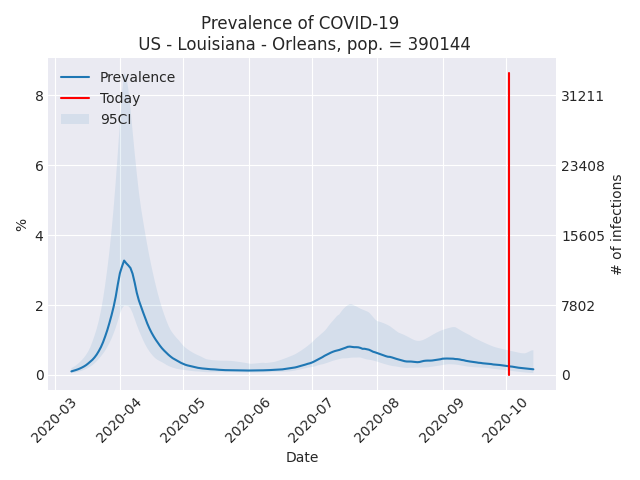 Prevalence of COVID-19
US - Louisiana - Orleans, pop. = 390144
Prevalence
Today
95CI
8
6
4
2
0
%
31211
23408
15605
7802
0
# of infections
2020-03
2020-04
2020-05
2020-06
2020-07
2020-08
2020-09
2020-10
Date